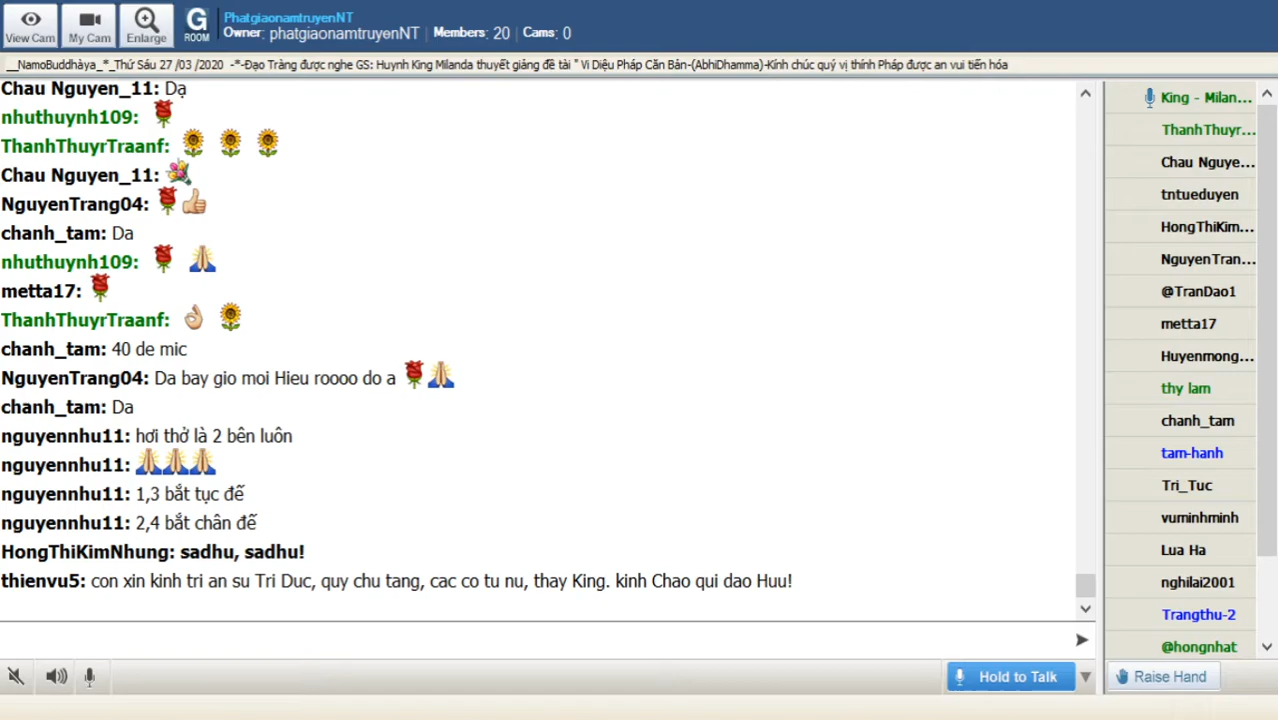 View Cam
My Cam
Enlarge
G
ROOM
PhatgiaonamtruyenNT
Owner: phatgiaonamtruyenNT | Members: 20 | Cams: 0
__NamoBuddhàya_*_Thứ Sáu 27 /03 /2020 -*-Đạo Tràng được nghe GS: Huynh King Milanda thuyết giảng đề tài " Vi Diệu Pháp Căn Bản-(AbhiDhamma)-Kính chúc quý vị thính Pháp được an vui tiến hóa
Chau Nguyen_11: Dạ
nhuthuynh109:
ThanhThuyrTraanf:
Chau Nguyen_11:
NguyenTrang04:
chanh_tam: Da
nhuthuynh109:
metta17:
ThanhThuyrTraanf:
chanh_tam: 40 de mic
NguyenTrang04: Da bay gio moi Hieu roooo do a
chanh_tam: Da
nguyennhu11: hơi thở là 2 bên luôn
nguyennhu11:
nguyennhu11: 1,3 bắt tục đế
nguyennhu11: 2,4 bắt chân đế
HongThiKimNhung: sadhu, sadhu!
thienvu5: con xin kinh tri an su Tri Duc, quy chu tang, cac co tu nu, thay King. kinh Chao qui dao Huu!
King - Milan...
ThanhThuyr...
Chau Nguye...
tntueduyen
HongThiKim...
NguyenTran...
@TranDao1
metta17
Huyenmong...
thy lam
chanh_tam
tam-hanh
Tri_Tuc
vuminhminh
Lua Ha
nghilai2001
Trangthu-2
@hongnhat
Hold to Talk
Raise Hand